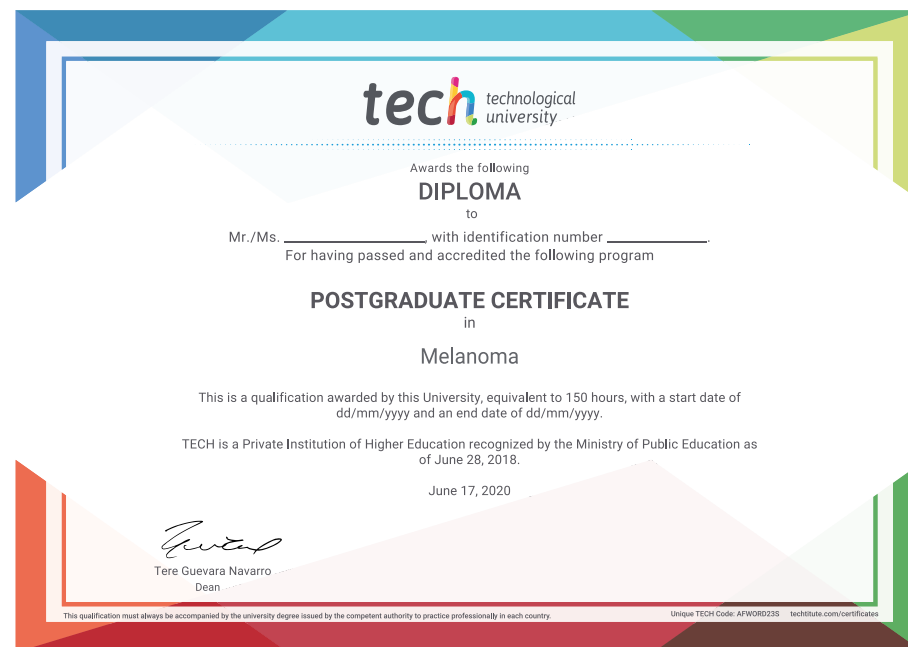 tech technological
university
Awards the following
DIPLOMA
to
Mr./Ms. ____________, with identification number ____________.
For having passed and accredited the following program
POSTGRADUATE CERTIFICATE
in
Melanoma
This is a qualification awarded by this University, equivalent to 150 hours, with a start date of
dd/mm/yyyy and an end date of dd/mm/yyyy.
TECH is a Private Institution of Higher Education recognized by the Ministry of Public Education as
of June 28, 2018.
June 17, 2020
Tere Guevara Navarro
Dean
This qualification must always be accompanied by the university degree issued by the competent authority to practice professionally in each country.
Unique TECH Code: AFWORD23S techtitute.com/certificates